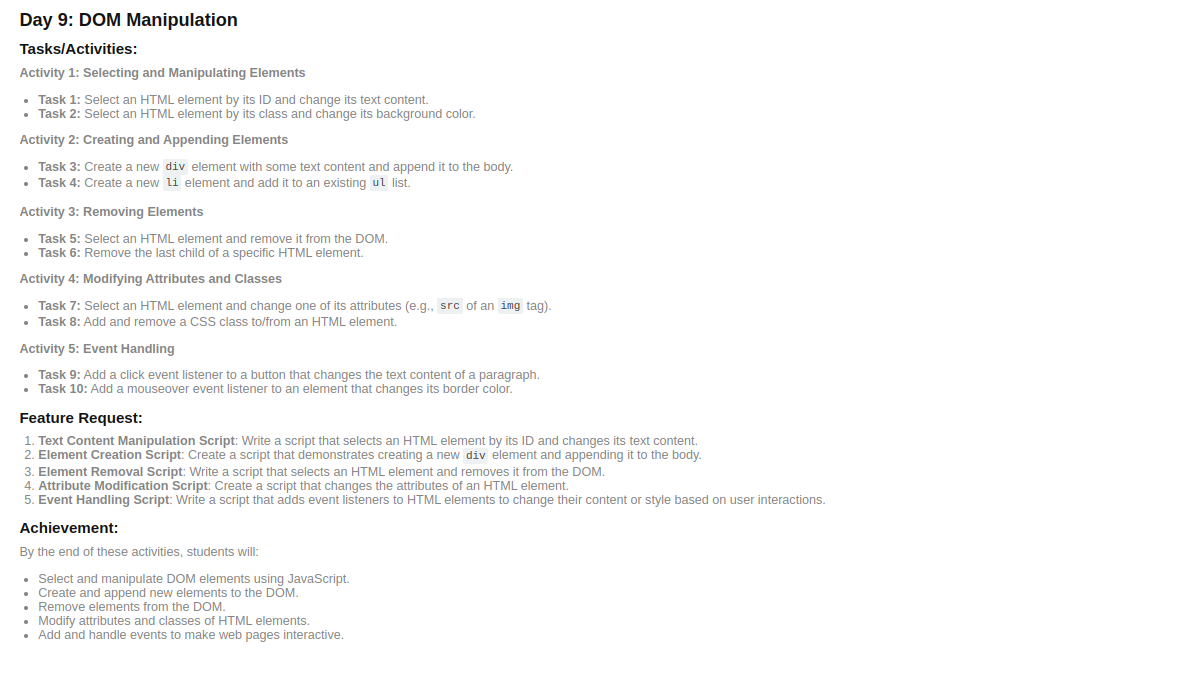 Day 9: DOM Manipulation
Tasks/Activities:
Activity 1: Selecting and Manipulating Elements
Task 1: Select an HTML element by its ID and change its text content.
Task 2: Select an HTML element by its class and change its background color.
Activity 2: Creating and Appending Elements
Task 3: Create a new div element with some text content and append it to the body.
Task 4: Create a new li element and add it to an existing ul list.
Activity 3: Removing Elements
Task 5: Select an HTML element and remove it from the DOM.
Task 6: Remove the last child of a specific HTML element.
Activity 4: Modifying Attributes and Classes
Task 7: Select an HTML element and change one of its attributes (e.g., src of an img tag).
Task 8: Add and remove a CSS class to/from an HTML element.
Activity 5: Event Handling
Task 9: Add a click event listener to a button that changes the text content of a paragraph.
Task 10: Add a mouseover event listener to an element that changes its border color.
Feature Request:
1. Text Content Manipulation Script: Write a script that selects an HTML element by its ID and changes its text content.
2. Element Creation Script: Create a script that demonstrates creating a new div element and appending it to the body.
3. Element Removal Script: Write a script that selects an HTML element and removes it from the DOM.
4. Attribute Modification Script: Create a script that changes the attributes of an HTML element.
5. Event Handling Script: Write a script that adds event listeners to HTML elements to change their content or style based on user interactions.
Achievement:
By the end of these activities, students will:
Select and manipulate DOM elements using JavaScript.
Create and append new elements to the DOM.
Remove elements from the DOM.
Modify attributes and classes of HTML elements.
Add and handle events to make web pages interactive.